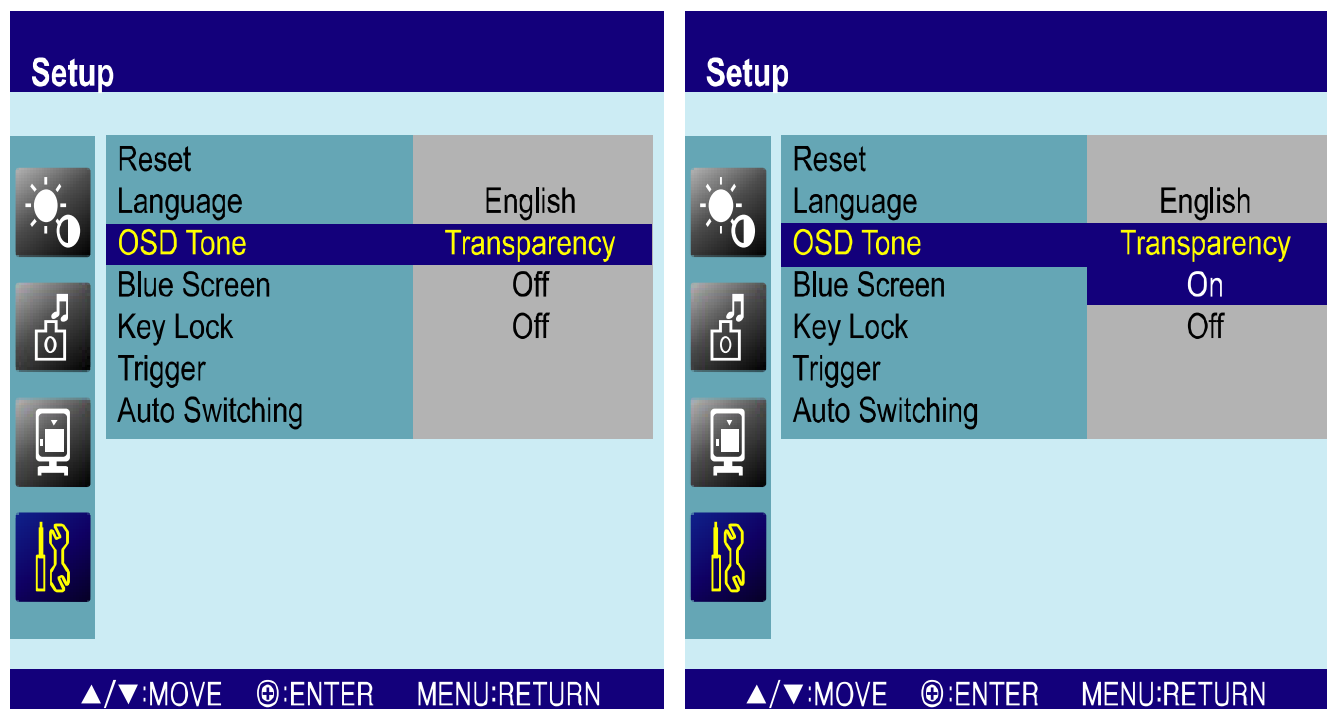 Setup
Reset
Language English
OSD Tone Transparency
Blue Screen Off
Key Lock Off
Trigger
Auto Switching
▲/▼:MOVE ⊕:ENTER MENU:RETURN
Setup
Reset
Language English
OSD Tone Transparency
Blue Screen On
Key Lock Off
Trigger
Auto Switching
▲/▼:MOVE ⊕:ENTER MENU:RETURN